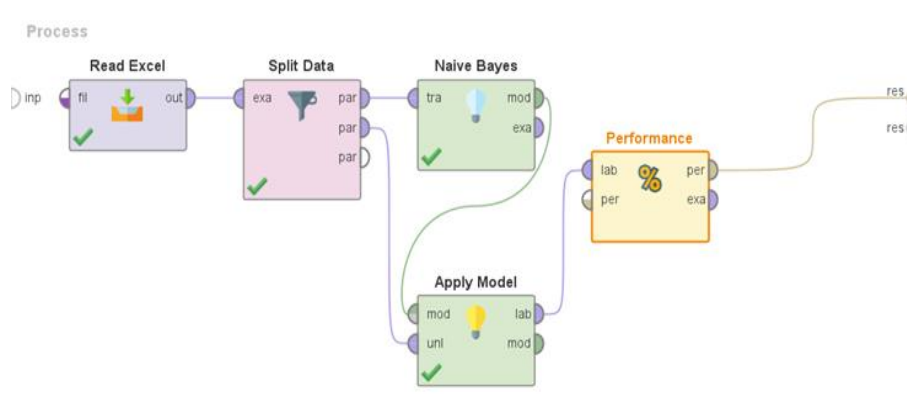 Process
Read Excel
inp
fil
out
Split Data
exa
par
par
par
Naive Bayes
tra
mod
exa
Performance
%
lab
per
per
exa
res
res
Apply Model
mod
lab
unl
mod